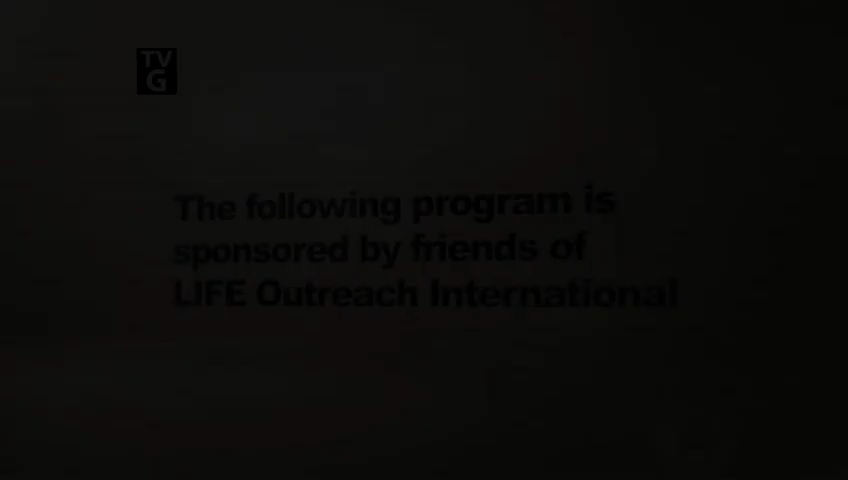 TV
G
The following program is
sponsored by friends of
LIFE Outreach International